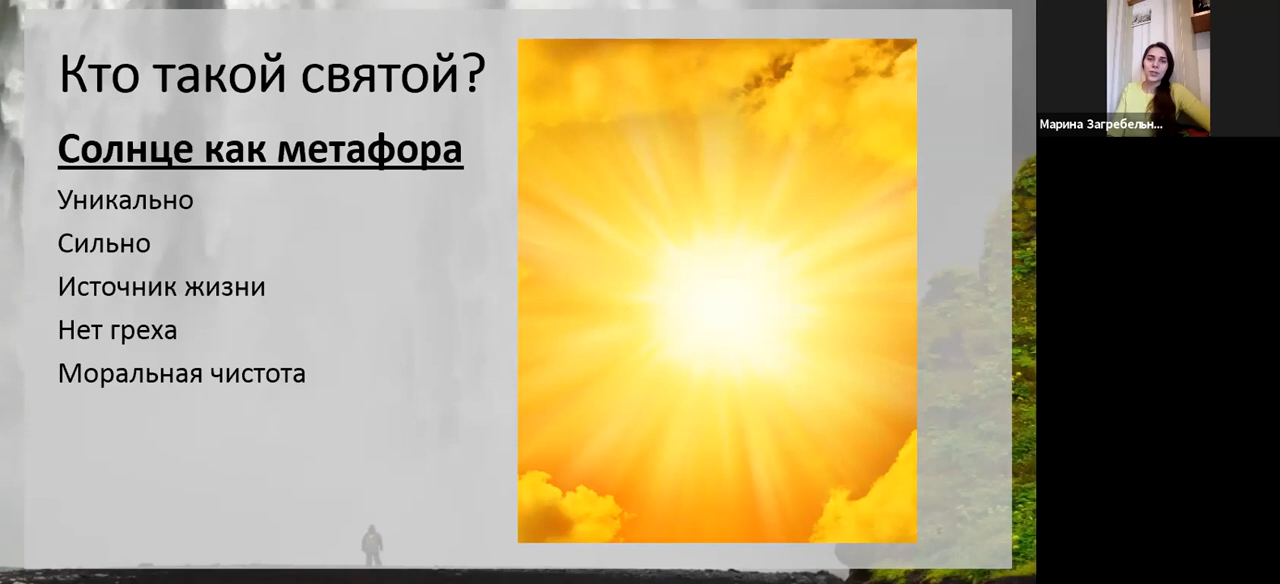 Кто такой святой?
Солнце как метафора
Уникально
Сильно
Источник жизни
Нет греха
Моральная чистота
Марина Загребельн...